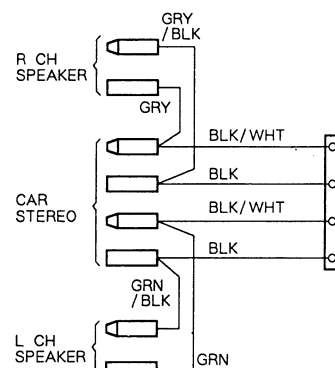 GRY
/BLK
R CH
SPEAKER
GRY
BLK/WHT
BLK
CAR
STEREO
BLK/WHT
BLK
GRN
/BLK
L CH
SPEAKER
GRN